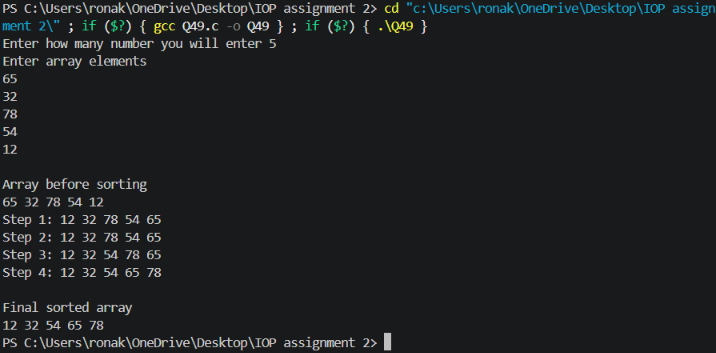 PS C:\Users\ronak\OneDrive\Desktop\IOP assignment 2> cd "c:\Users\ronak\OneDrive\Desktop\IOP assign
ment 2\" ; if ($?) { gcc Q49.c -o Q49 } ; if ($?) { .\Q49 }
Enter how many number you will enter 5
Enter array elements
65
32
78
54
12
Array before sorting
65 32 78 54 12
Step 1: 12 32 78 54 65
Step 2: 12 32 78 54 65
Step 3: 12 32 54 78 65
Step 4: 12 32 54 65 78
Final sorted array
12 32 54 65 78
PS C:\Users\ronak\OneDrive\Desktop\IOP assignment 2>